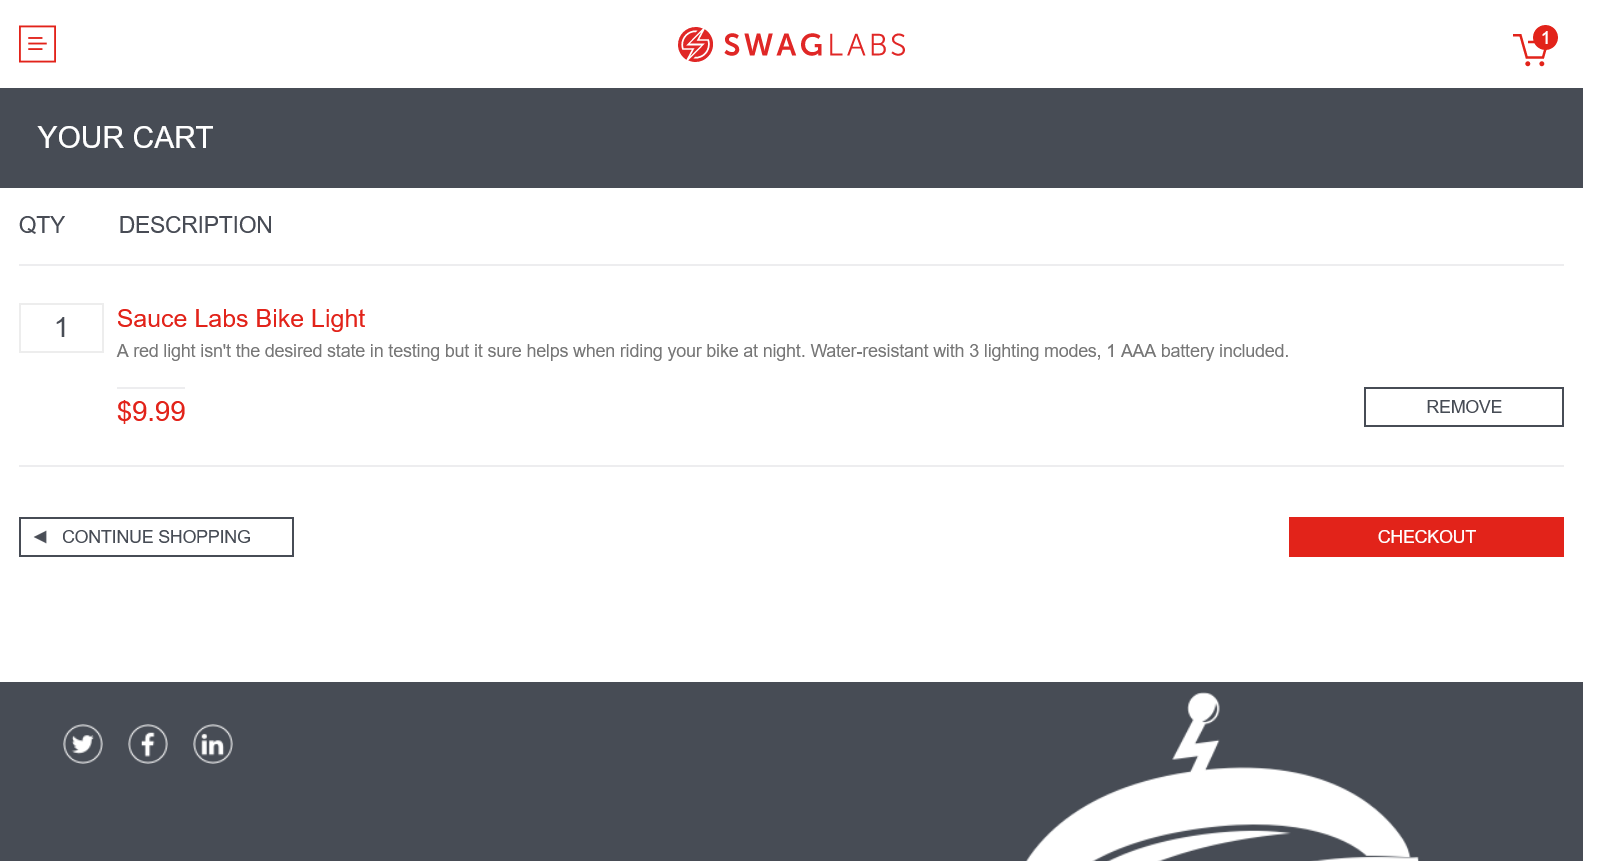 SWAGLABS
1
YOUR CART
QTY DESCRIPTION
1
Sauce Labs Bike Light
A red light isn't the desired state in testing but it sure helps when riding your bike at night. Water-resistant with 3 lighting modes, 1 AAA battery included.
$9.99
REMOVE
CONTINUE SHOPPING
CHECKOUT
in